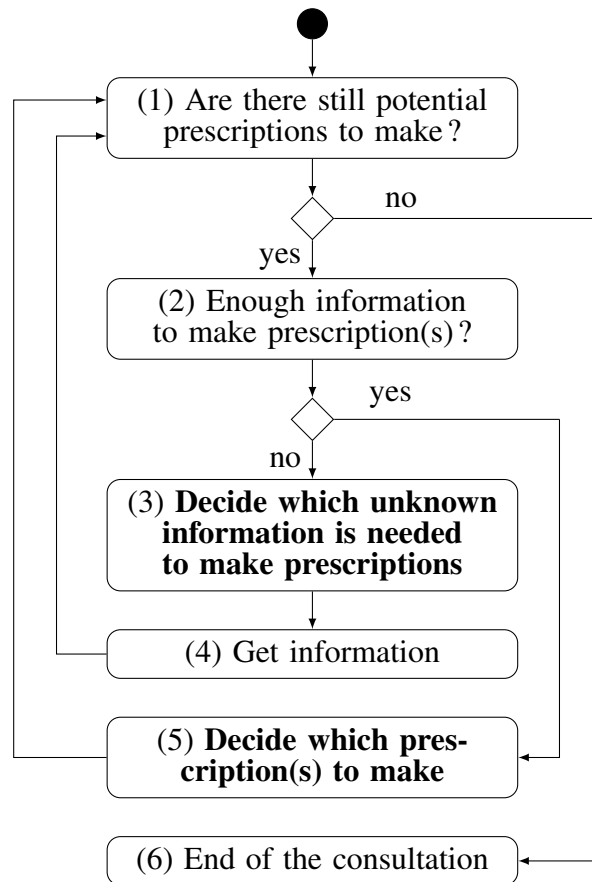 (1) Are there still potential
prescriptions to make ?
no
yes
(2) Enough information
to make prescription(s) ?
yes
no
(3) Decide which unknown
information is needed
to make prescriptions
(4) Get information
(5) Decide which pres-
cription(s) to make
(6) End of the consultation